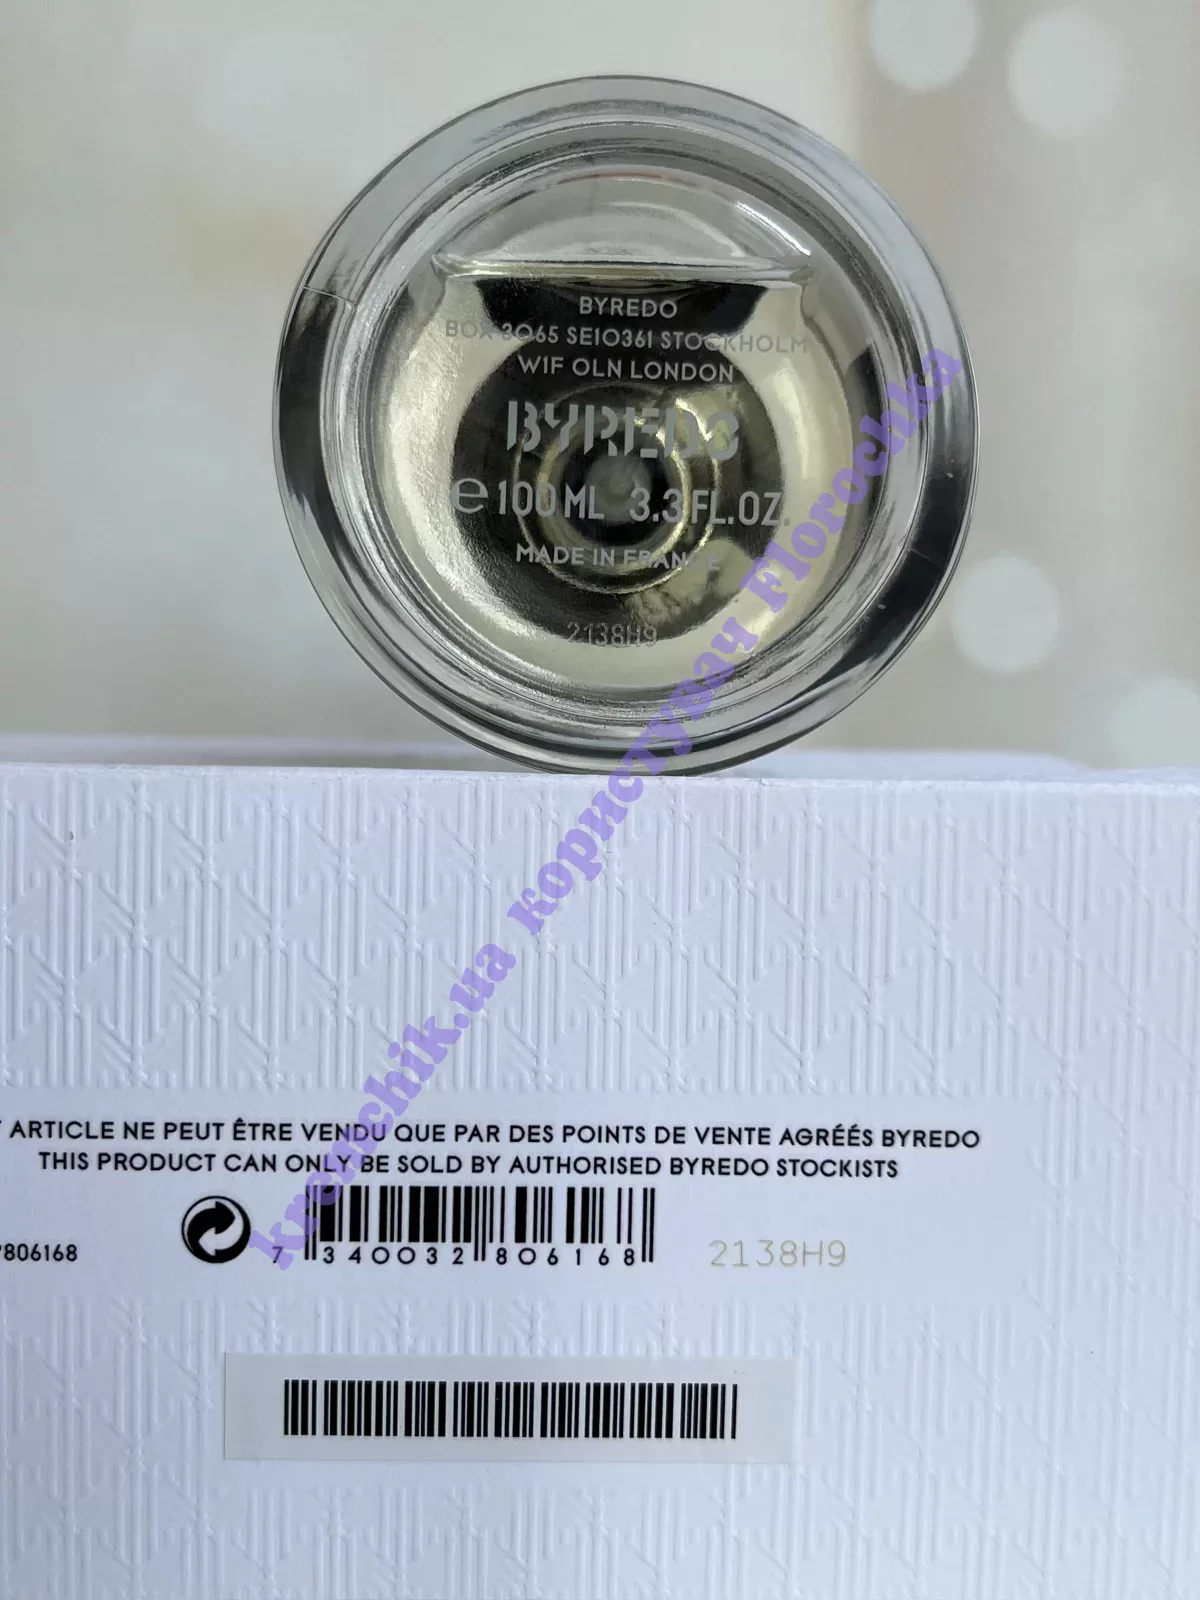 BYREDO
BOX 3065 SE10361 STOCKHOLM
W1F OLN LONDON
BYREDO
e 100 ML 3.3 FL.OZ.
MADE IN FRANCE
2138H9
ARTICLE NE PEUT ÊTRE VENDU QUE PAR DES POINTS DE VENTE AGRÉÉS BYREDO
THIS PRODUCT CAN ONLY BE SOLD BY AUTHORISED BYREDO STOCKISTS
806168
7 340032 806168
2138H9
kremchik.ua користувач Florochka